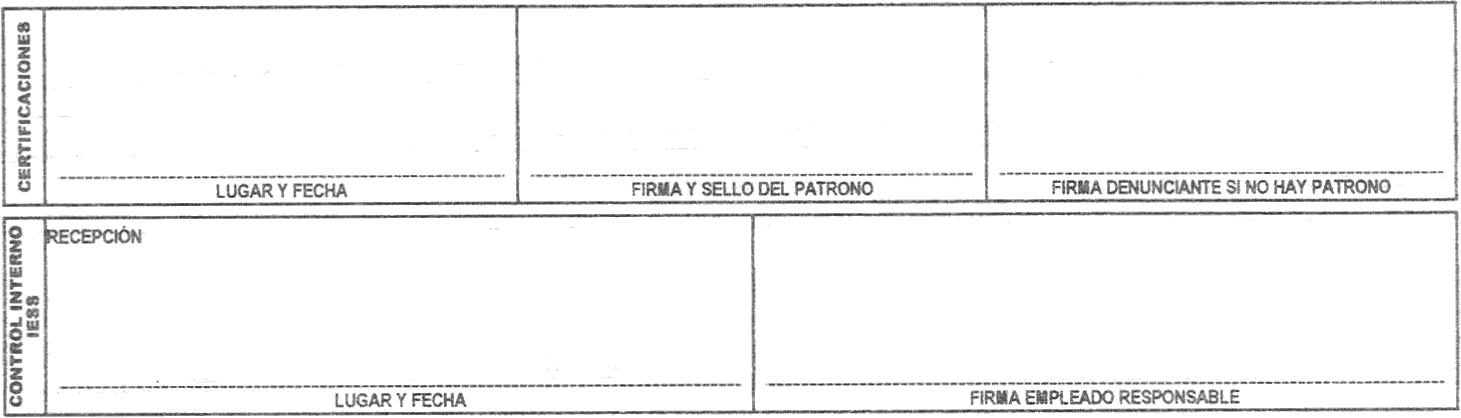 CERTIFICACIONES
LUGAR Y FECHA
FIRMA Y SELLO DEL PATRONO
FIRMA DENUNCIANTE SI NO HAY PATRONO
CONTROL INTERNO
IESS
RECEPCIÓN
LUGAR Y FECHA
FIRMA EMPLEADO RESPONSABLE